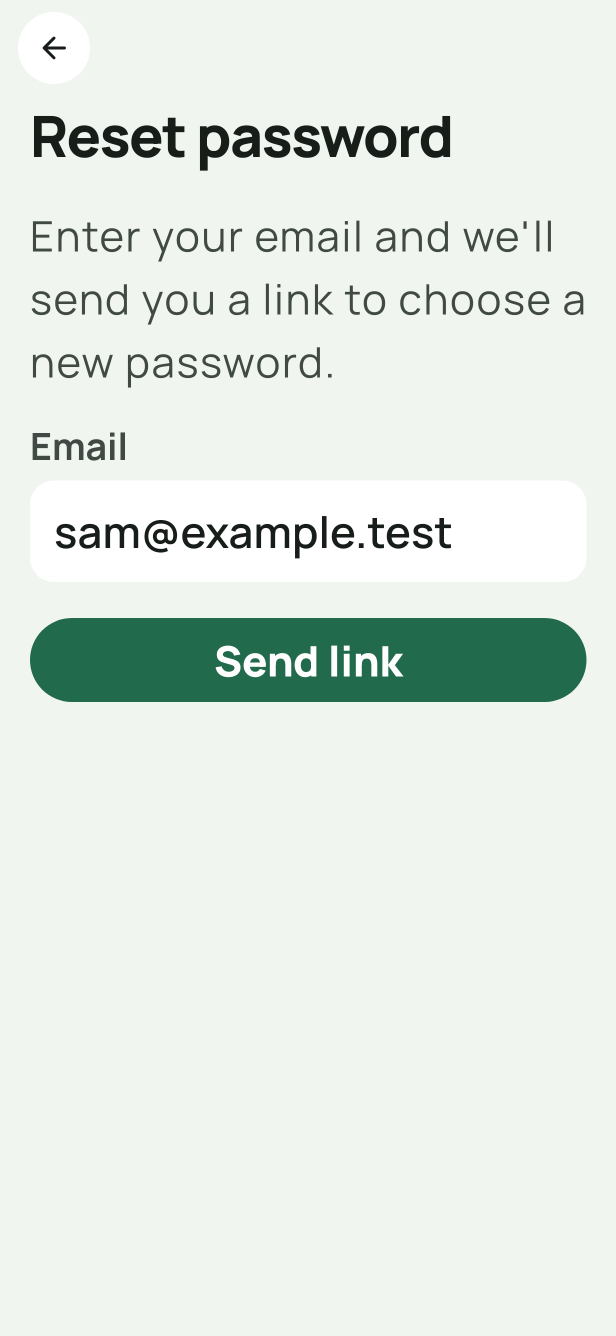 Reset password
Enter your email and we'll
send you a link to choose a
new password.
Email
sam@example.test
Send link